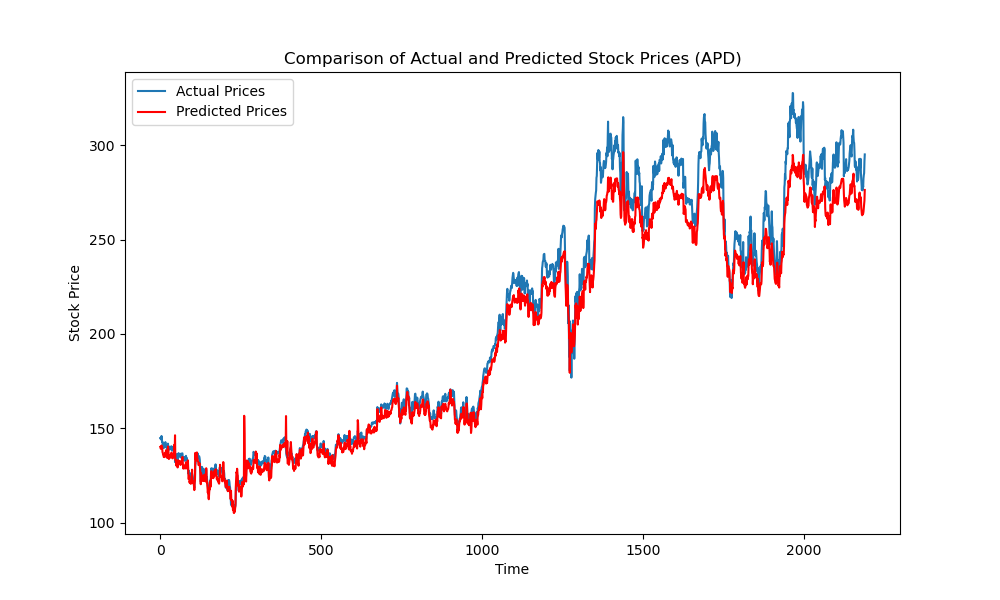 Comparison of Actual and Predicted Stock Prices (APD)
Actual Prices
Predicted Prices
300
250
200
150
100
Stock Price
0 500 1000 1500 2000
Time